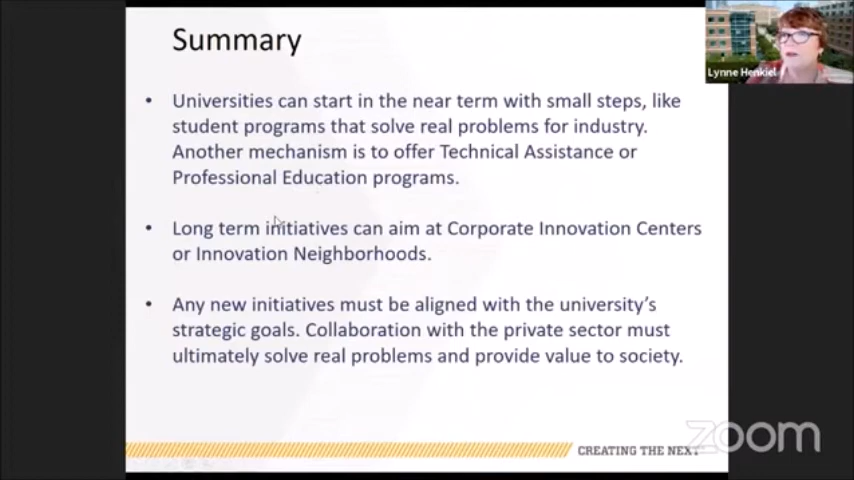 Summary
Lynne Henkiel
• Universities can start in the near term with small steps, like
student programs that solve real problems for industry.
Another mechanism is to offer Technical Assistance or
Professional Education programs.
• Long term initiatives can aim at Corporate Innovation Centers
or Innovation Neighborhoods.
• Any new initiatives must be aligned with the university's
strategic goals. Collaboration with the private sector must
ultimately solve real problems and provide value to society.
CREATING THE NEXT
zoom